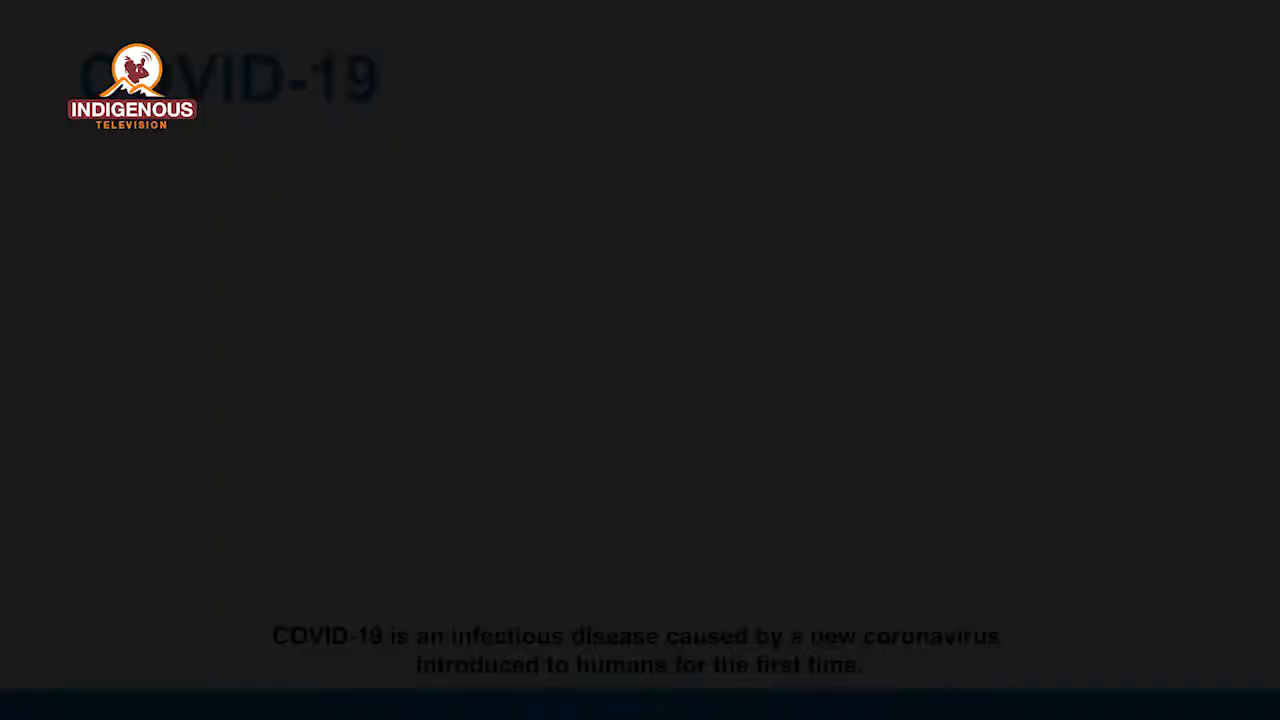 COVID-19
INDIGENOUS
TELEVISION
COVID-19 is an infectious disease caused by a new coronavirus
introduced to humans for the first time.